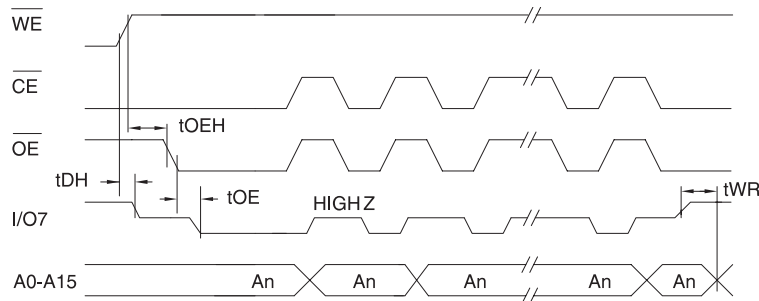 WE
CE
tOEH
OE
tDH
tOE
HIGH Z
tWR
I/O7
A0-A15
An
An
An
An
An